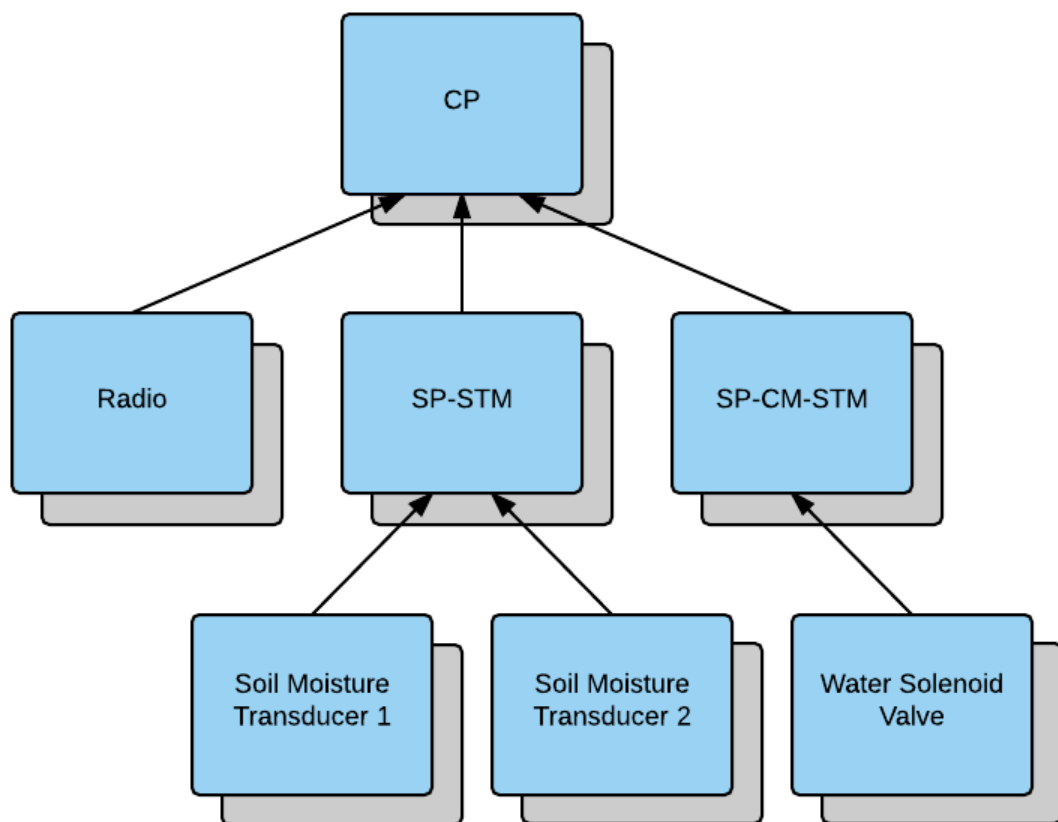 CP
Radio
SP-STM
SP-CM-STM
Soil Moisture
Transducer 1
Soil Moisture
Transducer 2
Water Solenoid
Valve